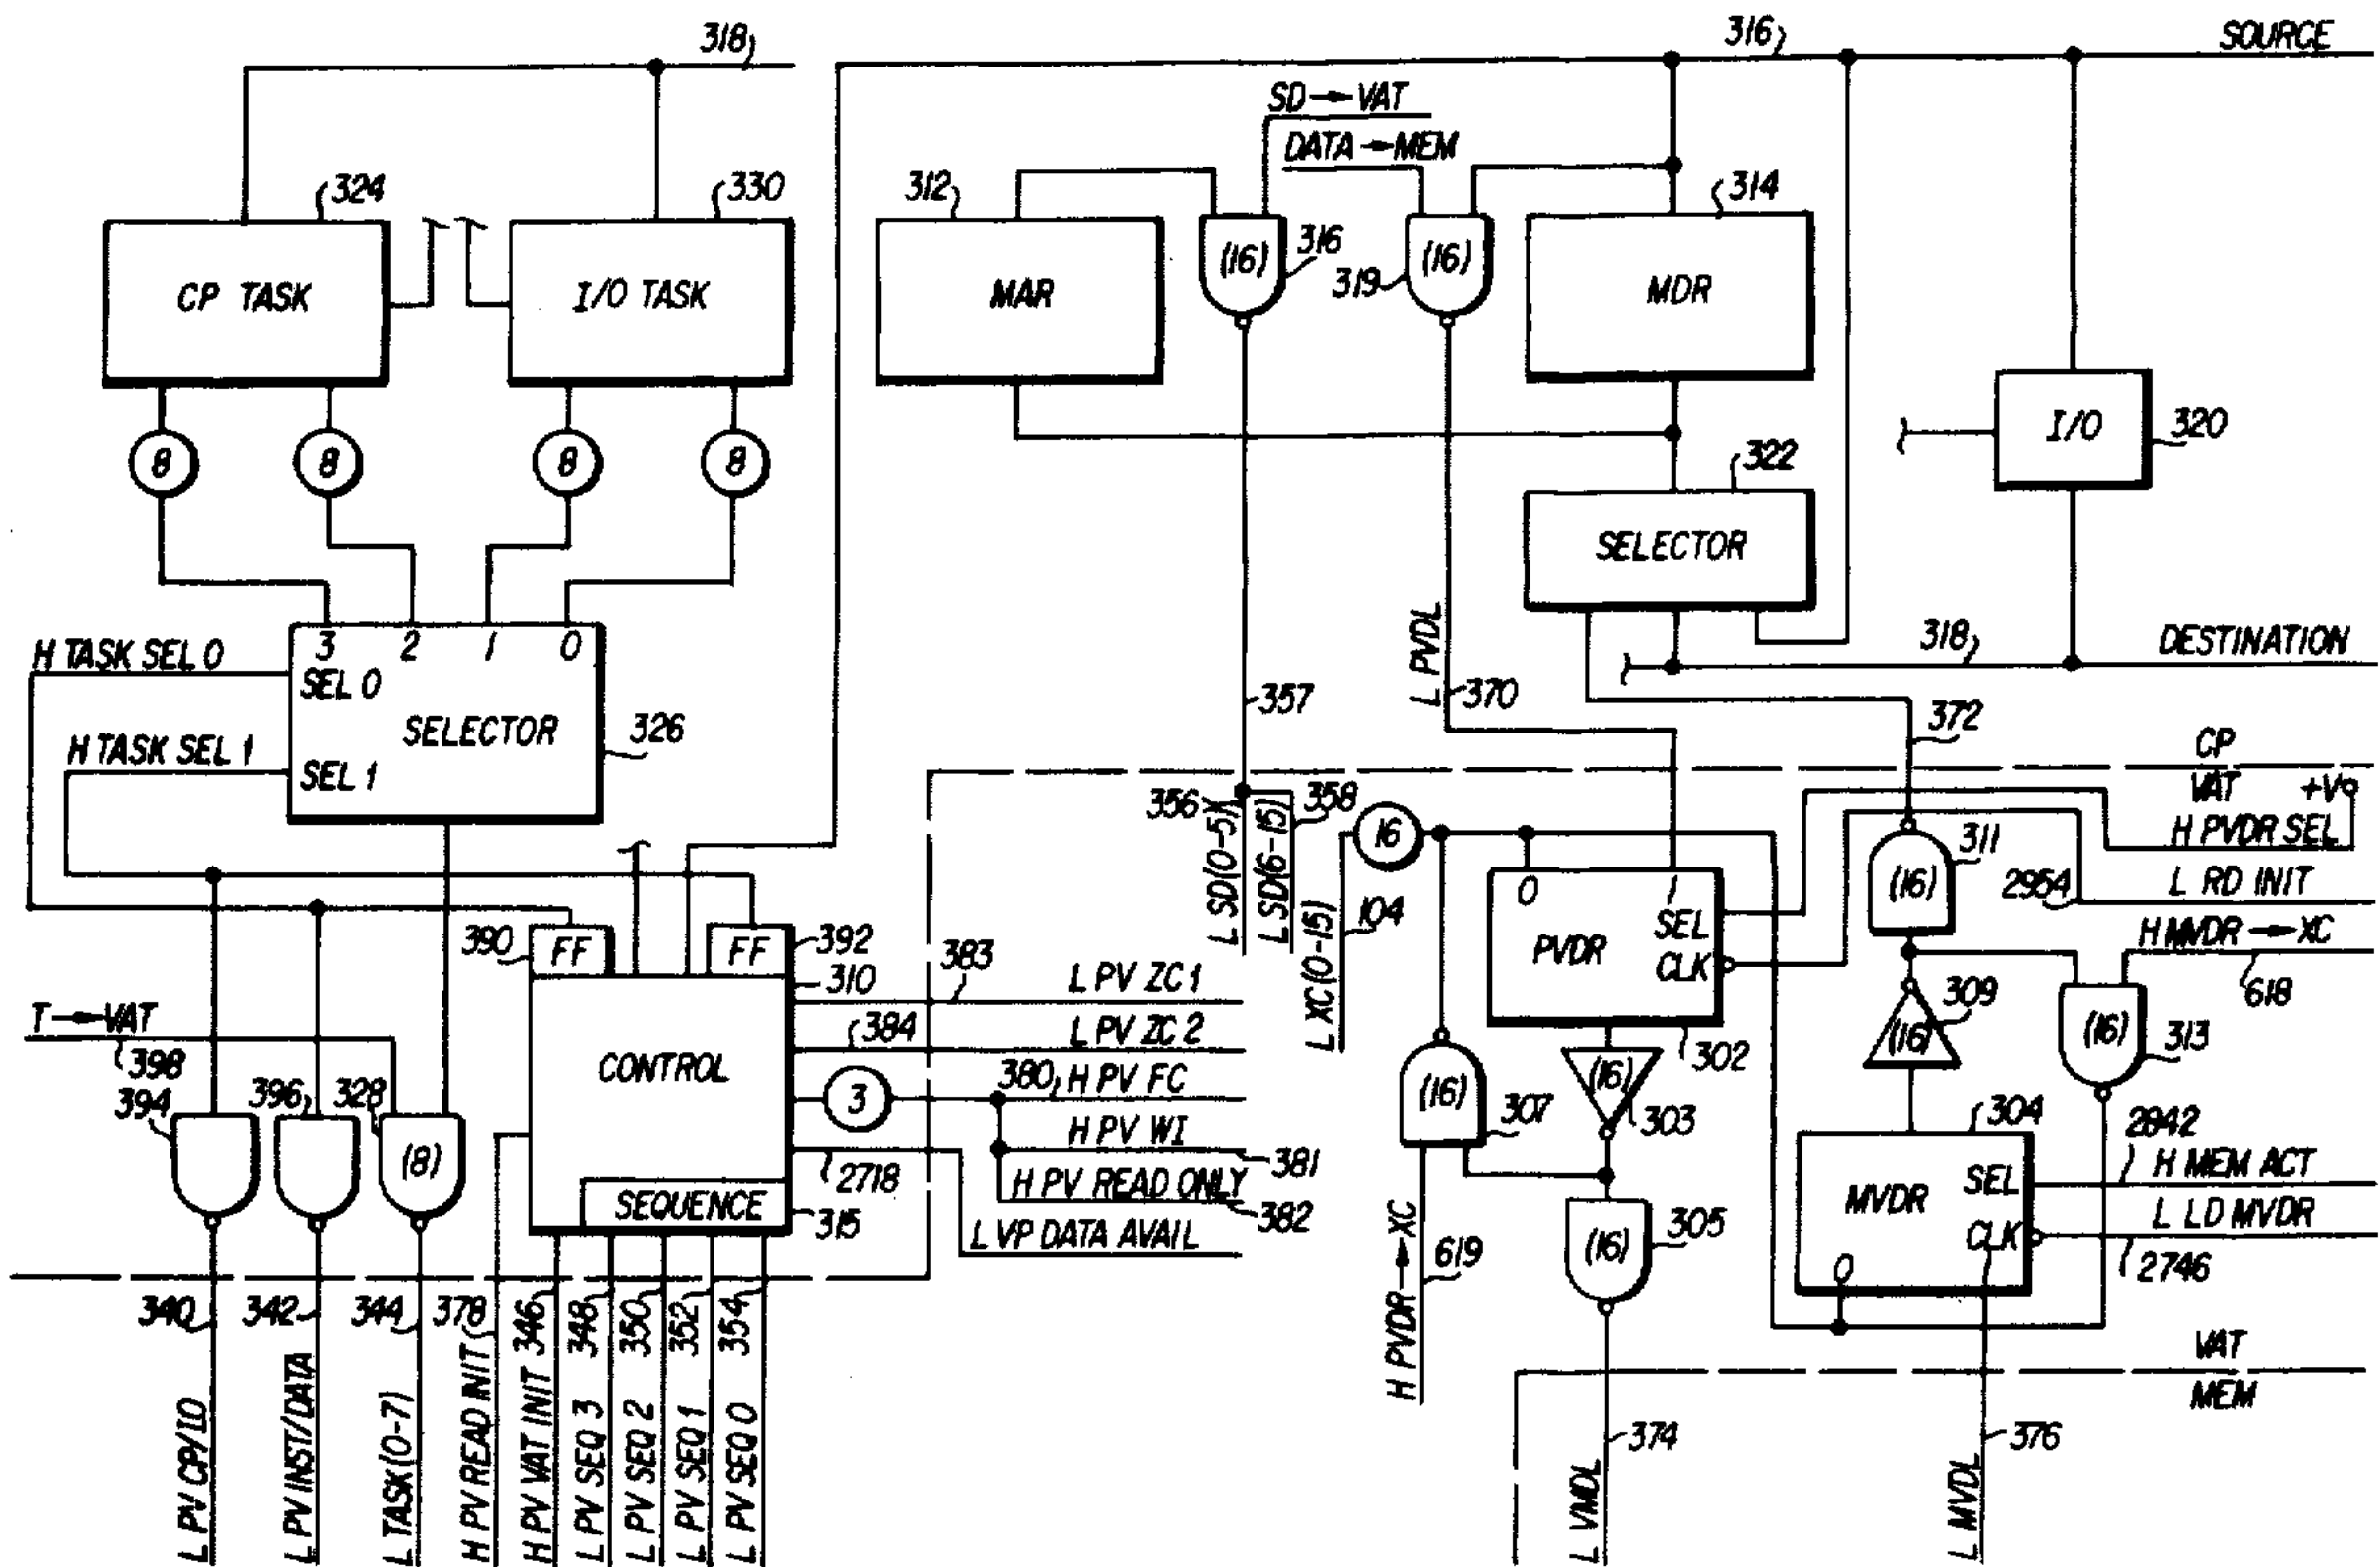 318
316
SOURCE
SD→VAT
DATA→MEM
324
330
312
314
CP TASK
I/O TASK
MAR
(16)
316
319
(16)
MDR
I/O
320
8
8
8
8
322
SELECTOR
3 2 1 0
H TASK SEL 0
SEL 0
SELECTOR
326
H TASK SEL 1
SEL 1
357
L PVDL
370
318
DESTINATION
372
CP
VAT
+V
356
L SD(0-5)
L SD(6-15)
358
16
H PVDR SEL
311
(16)
2954
L RD INIT
L XC(0-15)
104
0
1
SEL
PVDR
CLK
H MVDR→XC
618
390
FF
FF
392
310
383
L PV ZC 1
309
(16)
(16)
313
T→VAT
398
384
L PV ZC 2
302
CONTROL
394
396
328
3
380
H PV FC
(16)
307
(16)
303
304
2842
(8)
H PV WI
381
2718
H PV READ ONLY
382
SEQUENCE
315
L VP DATA AVAIL
H PVDR→XC
619
(16)
305
MVDR
SEL
H MEM ACT
CLK
L LD MVDR
2746
0
1
340
342
344
378
346
348
350
352
354
VAT
MEM
L PV CP/IO
L PV INST/DATA
L TASK(0-7)
H PV READ INIT
H PV VAT INIT
L PV SEQ 3
L PV SEQ 2
L PV SEQ 1
L PV SEQ 0
L VMDL
374
L MVDL
376